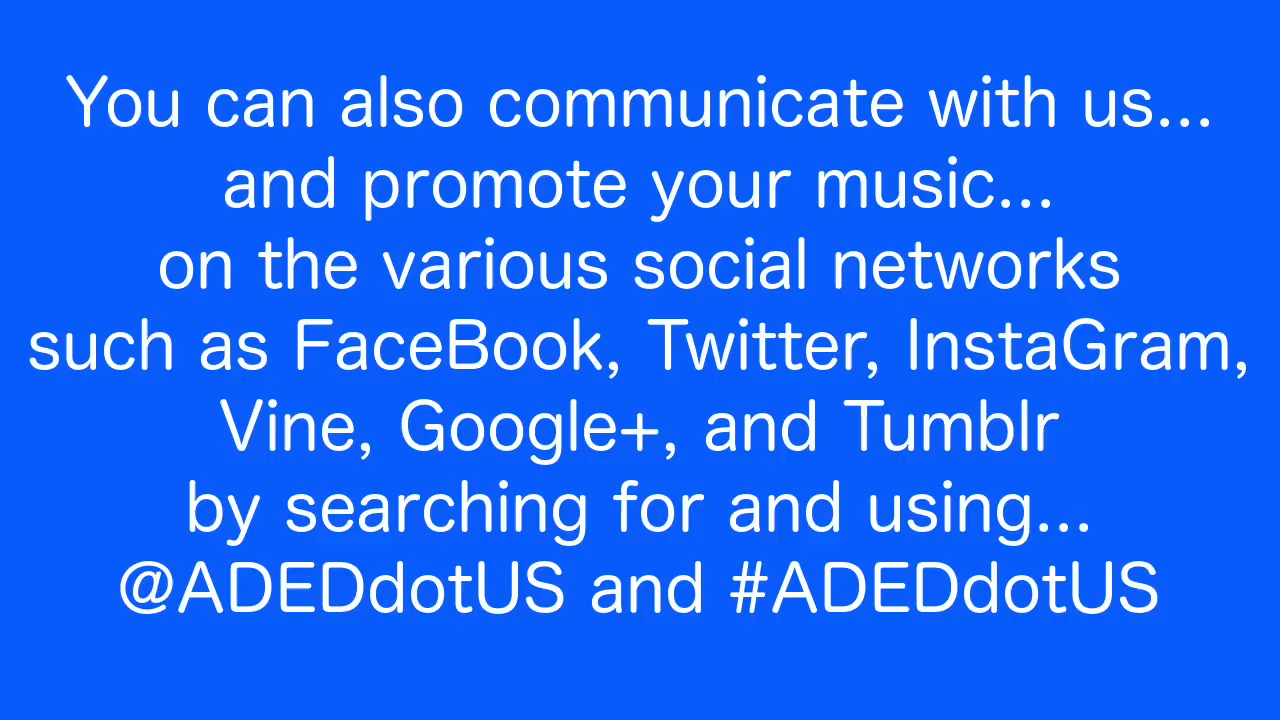 You can also communicate with us...
and promote your music...
on the various social networks
such as FaceBook, Twitter, InstaGram,
Vine, Google+, and Tumblr
by searching for and using...
@ADEDdotUS and #ADEDdotUS